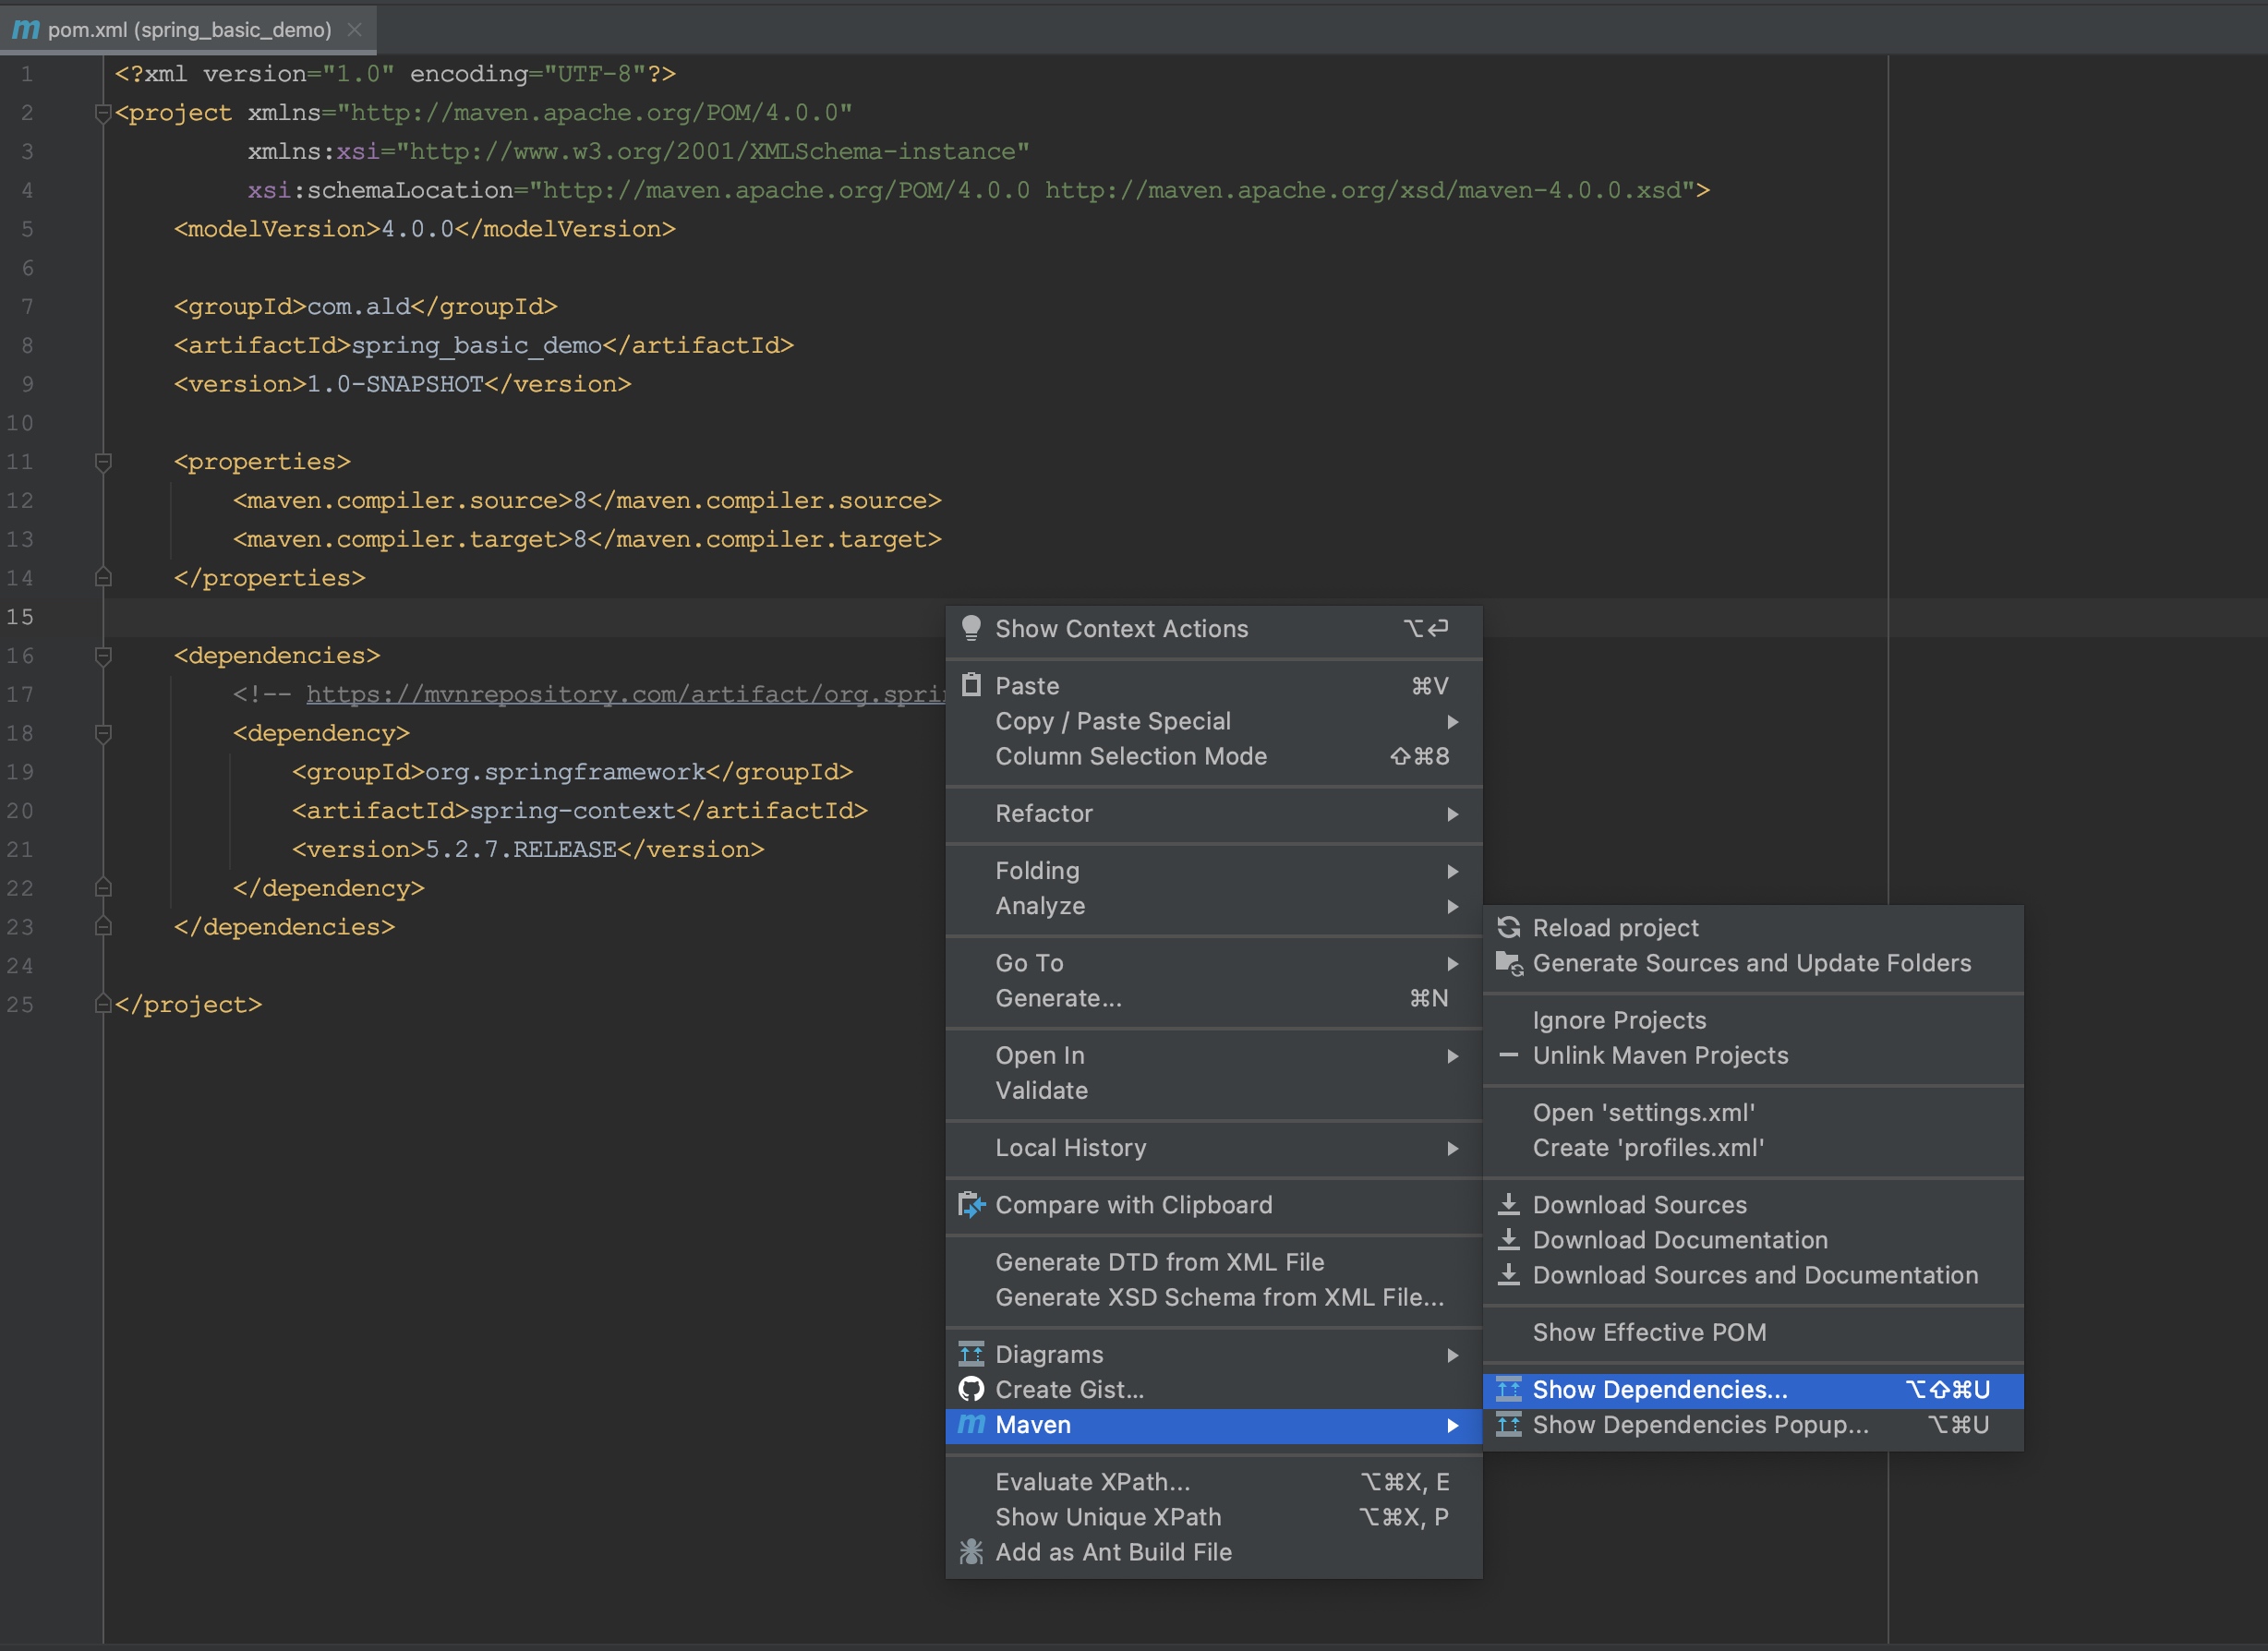 m pom.xml (spring_basic_demo)
1 <?xml version="1.0" encoding="UTF-8"?>
2 <project xmlns="http://maven.apache.org/POM/4.0.0"
3 xmlns:xsi="http://www.w3.org/2001/XMLSchema-instance"
4 xsi:schemaLocation="http://maven.apache.org/POM/4.0.0 http://maven.apache.org/xsd/maven-4.0.0.xsd">
5 <modelVersion>4.0.0</modelVersion>
6
7 <groupId>com.ald</groupId>
8 <artifactId>spring_basic_demo</artifactId>
9 <version>1.0-SNAPSHOT</version>
10
11 <properties>
12 <maven.compiler.source>8</maven.compiler.source>
13 <maven.compiler.target>8</maven.compiler.target>
14 </properties>
15
16 <dependencies>
17 <!-- https://mvnrepository.com/artifact/org.sprin
18 <dependency>
19 <groupId>org.springframework</groupId>
20 <artifactId>spring-context</artifactId>
21 <version>5.2.7.RELEASE</version>
22 </dependency>
23 </dependencies>
24
25 </project>
Show Context Actions ⌥⏎
Paste ⌘V
Copy / Paste Special
Column Selection Mode ⇧⌘8
Refactor
Folding
Analyze
Go To
Generate... ⌘N
Open In
Validate
Local History
Compare with Clipboard
Generate DTD from XML File
Generate XSD Schema from XML File...
Diagrams
Create Gist...
m Maven
Evaluate XPath... ⌥⌘X, E
Show Unique XPath ⌥⌘X, P
Add as Ant Build File
Reload project
Generate Sources and Update Folders
Ignore Projects
Unlink Maven Projects
Open 'settings.xml'
Create 'profiles.xml'
Download Sources
Download Documentation
Download Sources and Documentation
Show Effective POM
Show Dependencies... ⌥⇧⌘U
Show Dependencies Popup... ⌥⌘U